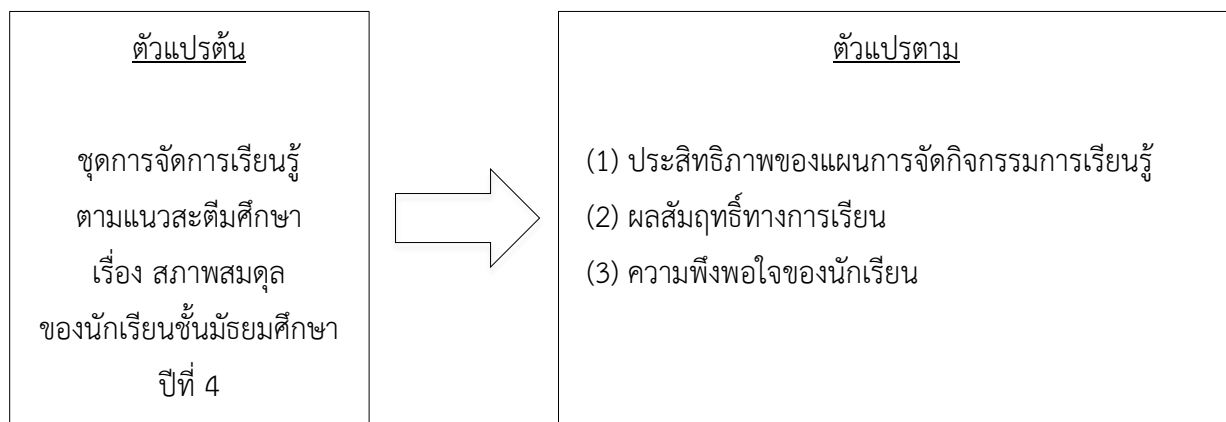 ตัวแปรต้น
ชุดการจัดการเรียนรู้
ตามแนวสะตีมศึกษา
เรื่อง สภาพสมดุล
ของนักเรียนชั้นมัธยมศึกษา
ปีที่ 4
ตัวแปรตาม
(1) ประสิทธิภาพของแผนการจัดกิจกรรมการเรียนรู้
(2) ผลสัมฤทธิ์ทางการเรียน
(3) ความพึงพอใจของนักเรียน